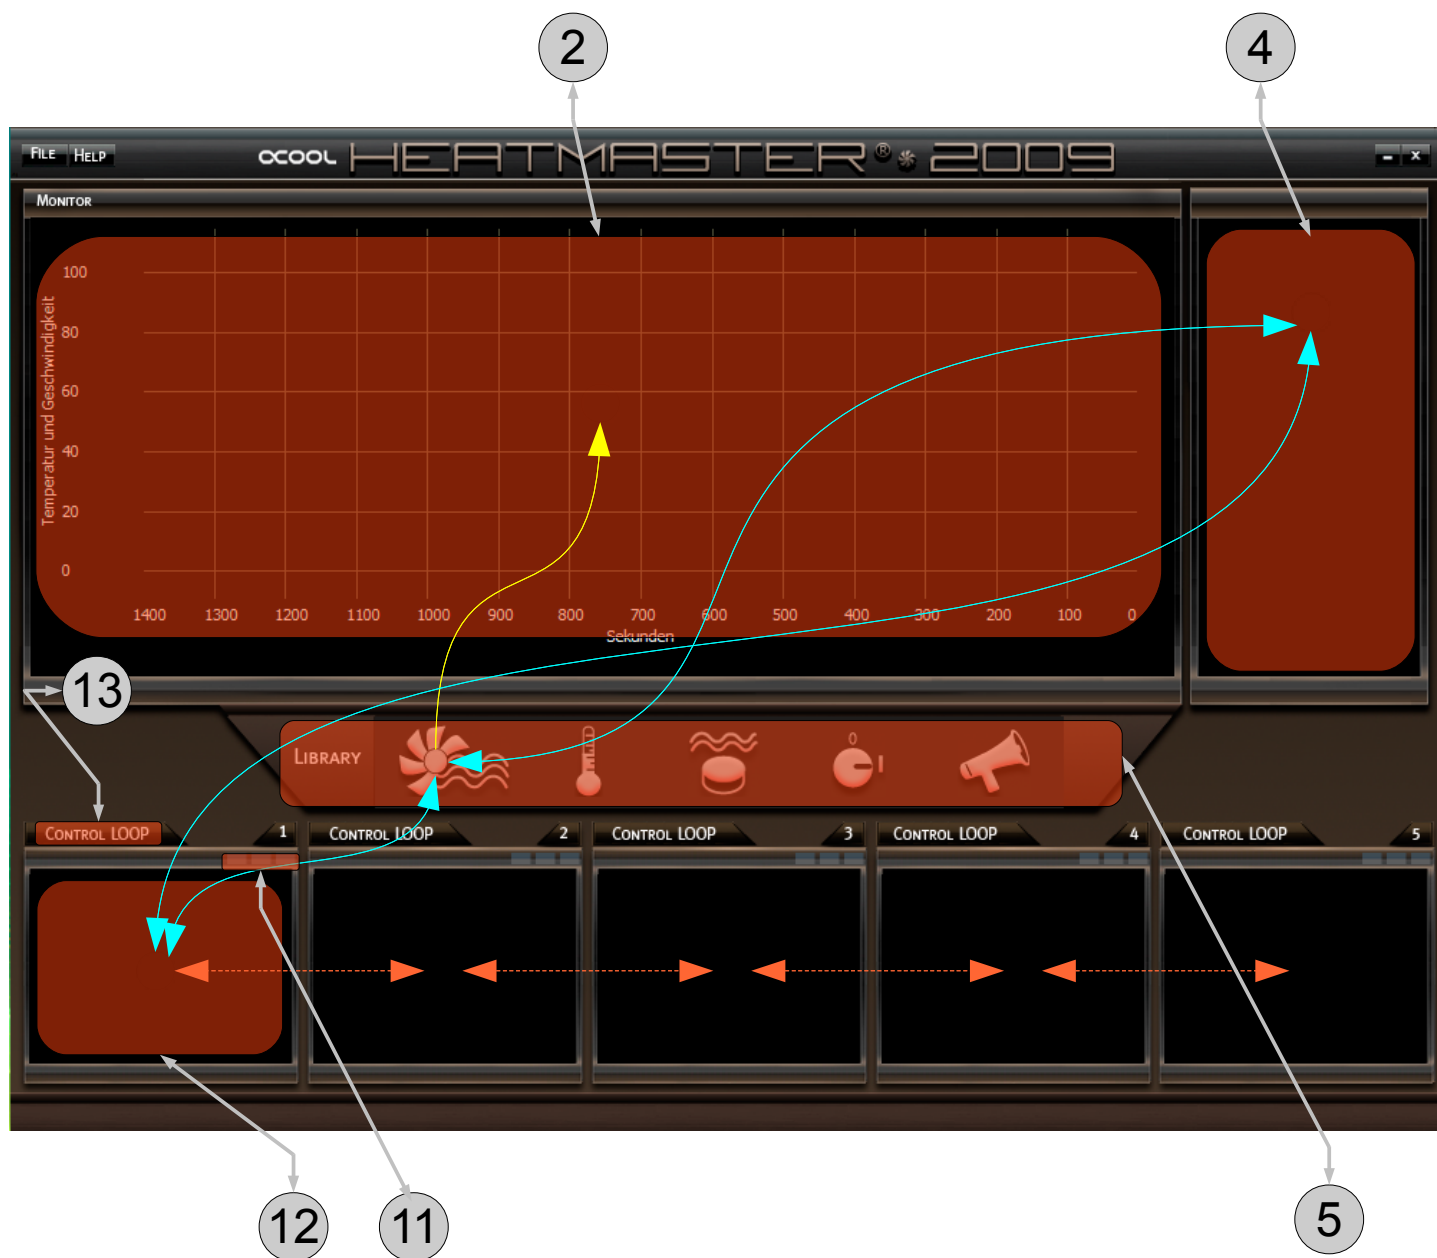 2
4
FILE HELP
αCOOL HEATMASTER® 2009
MONITOR
Temperatur und Geschwindigkeit
100
80
60
40
20
0
1400 1300 1200 1100 1000 900 800 700 600 500 400 300 200 100 0
Sekunden
13
LIBRARY
0
CONTROL LOOP 1
CONTROL LOOP 2
CONTROL LOOP 3
CONTROL LOOP 4
CONTROL LOOP 5
12
11
5